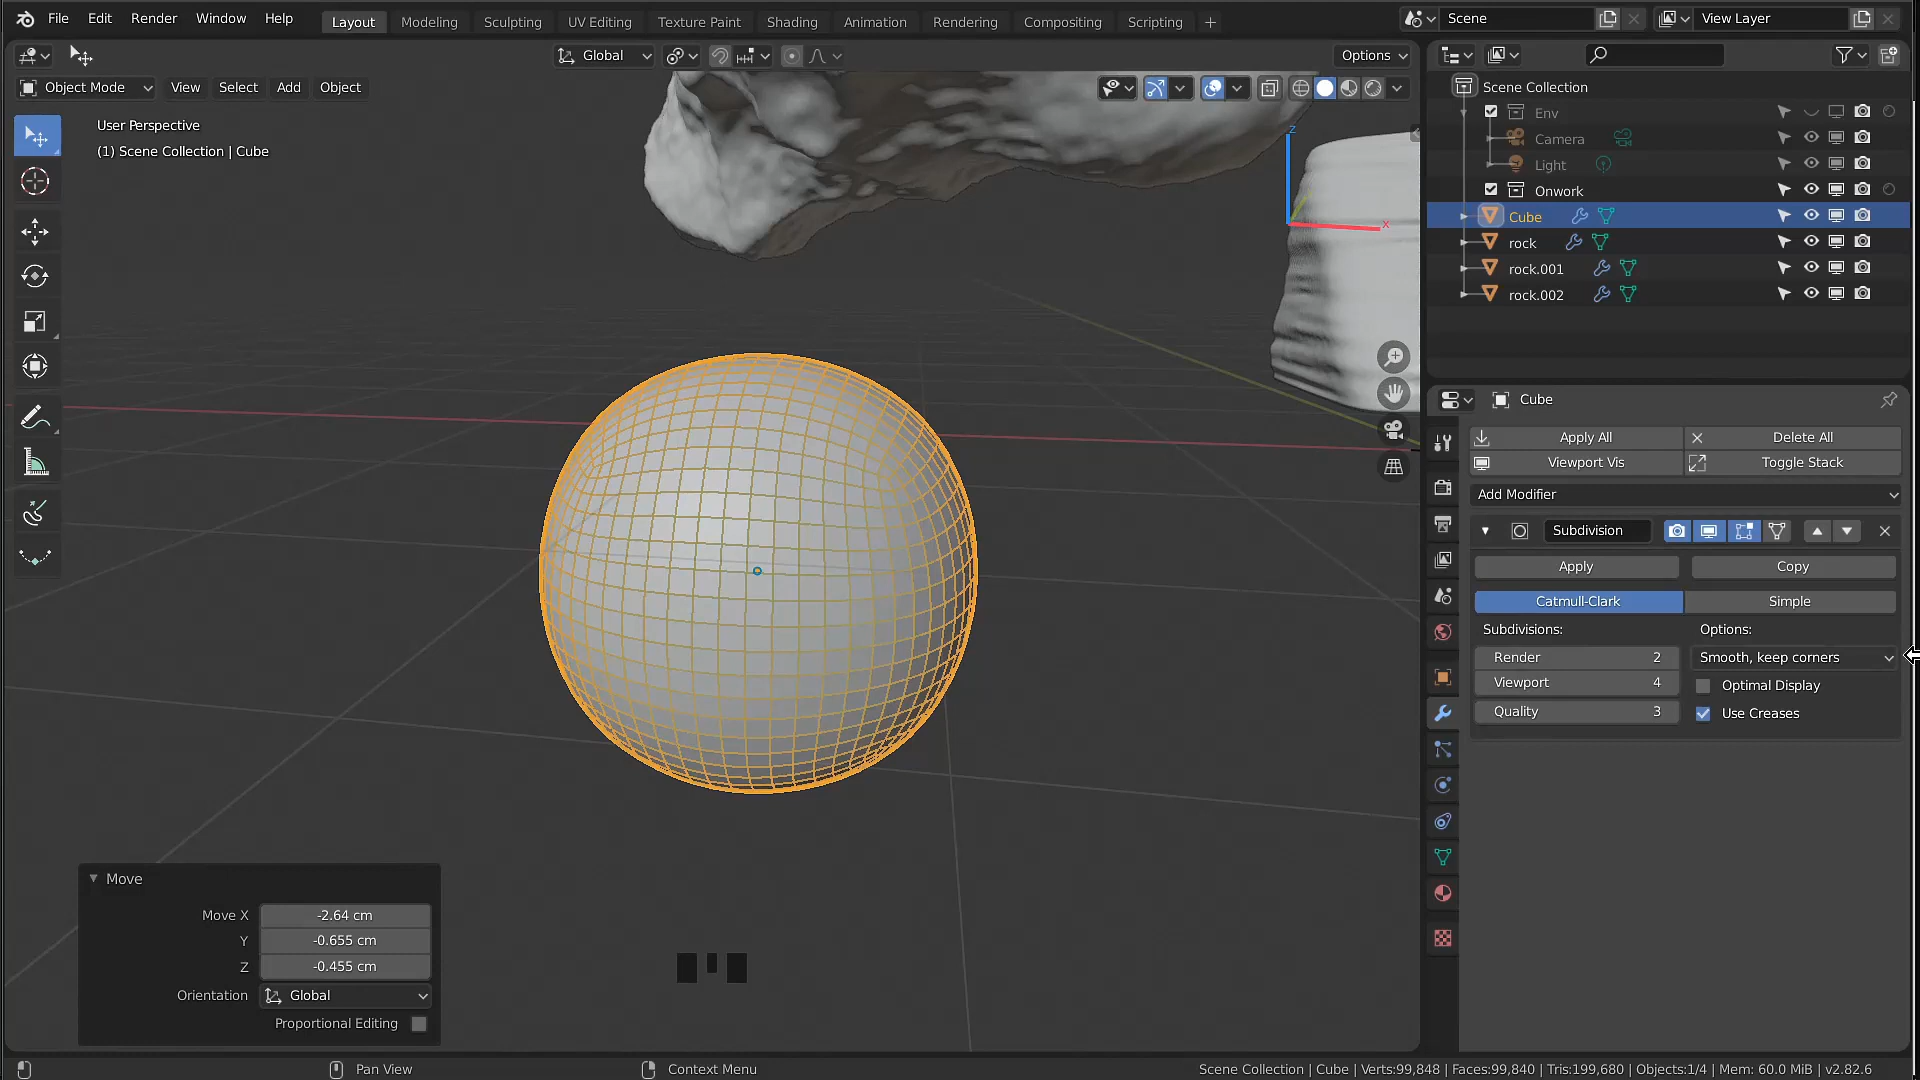 File Edit Render Window Help Layout Modeling Sculpting UV Editing Texture Paint Shading Animation Rendering Compositing Scripting + Scene View Layer
Global Options
Object Mode View Select Add Object
User Perspective
(1) Scene Collection | Cube
z
x
Scene Collection
Env
Camera
Light
Onwork
Cube
rock
rock.001
rock.002
Cube
Apply All Delete All
Viewport Vis Toggle Stack
Add Modifier
Subdivision
Apply Copy
Catmull-Clark Simple
Subdivisions: Options:
Render 2 Smooth, keep corners
Viewport 4 Optimal Display
Quality 3 Use Creases
Move
Move X -2.64 cm
Y -0.655 cm
Z -0.455 cm
Orientation Global
Proportional Editing
Pan View Context Menu Scene Collection | Cube | Verts:99,848 | Faces:99,840 | Tris:199,680 | Objects:1/4 | Mem: 60.0 MiB | v2.82.6